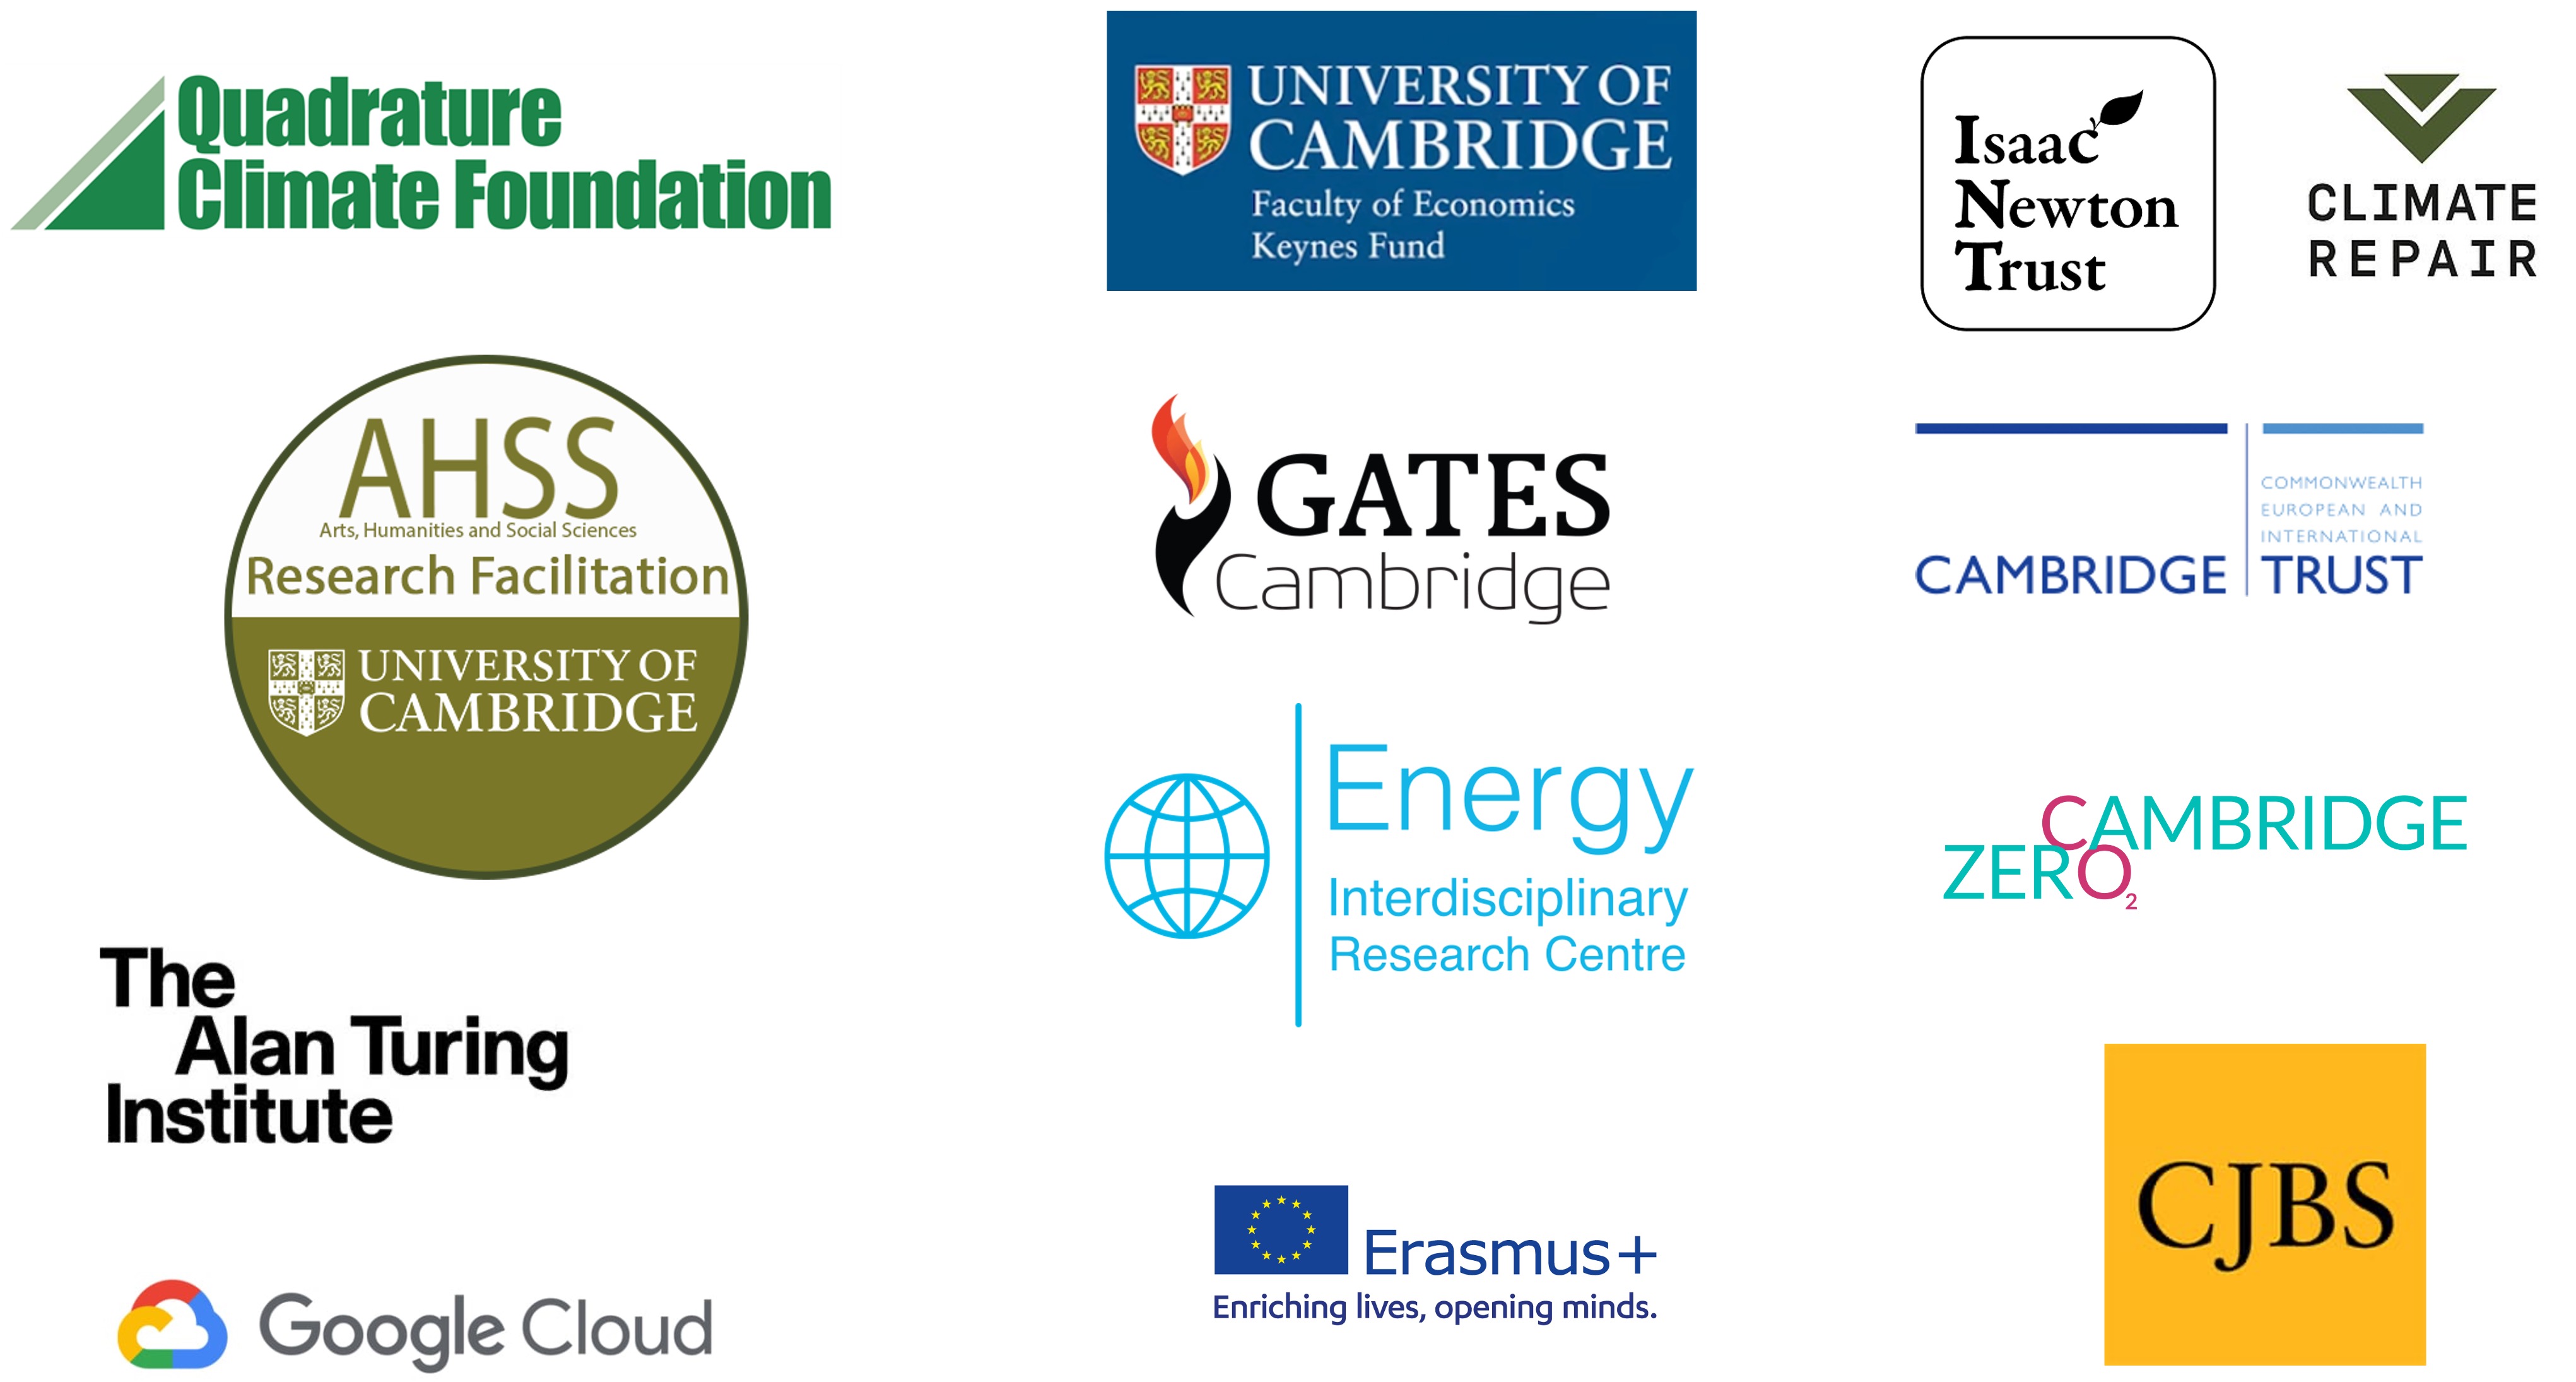 Quadrature
Climate Foundation
UNIVERSITY OF
CAMBRIDGE
Faculty of Economics
Keynes Fund
Isaac
Newton
Trust
CLIMATE
REPAIR
AHSS
Arts, Humanities and Social Sciences
Research Facilitation
UNIVERSITY OF
CAMBRIDGE
GATES
Cambridge
COMMONWEALTH
EUROPEAN AND
INTERNATIONAL
CAMBRIDGE TRUST
Energy
Interdisciplinary
Research Centre
CAMBRIDGE
ZERO₂
The
Alan Turing
Institute
Erasmus+
Enriching lives, opening minds.
CJBS
Google Cloud